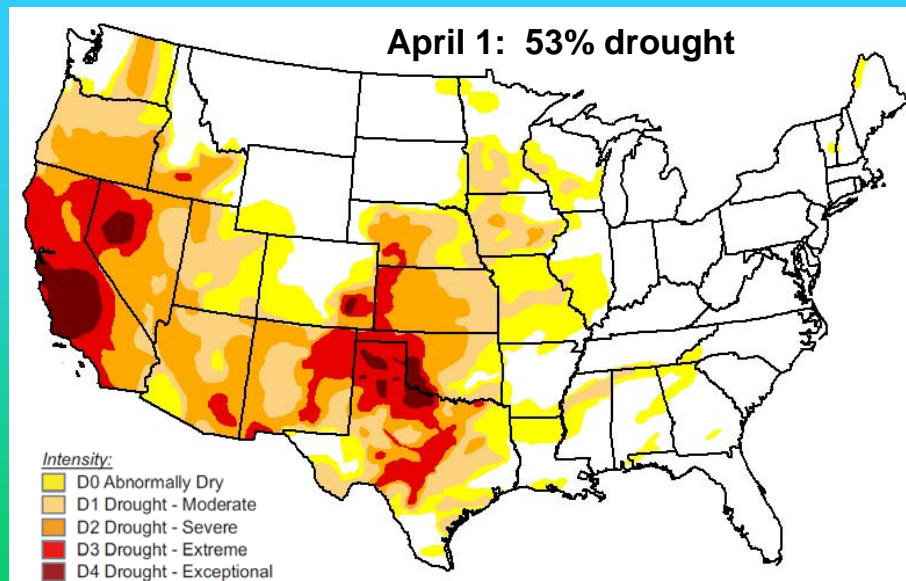 April 1:  53% drought
Intensity:
D0 Abnormally Dry
D1 Drought - Moderate
D2 Drought - Severe
D3 Drought - Extreme
D4 Drought - Exceptional